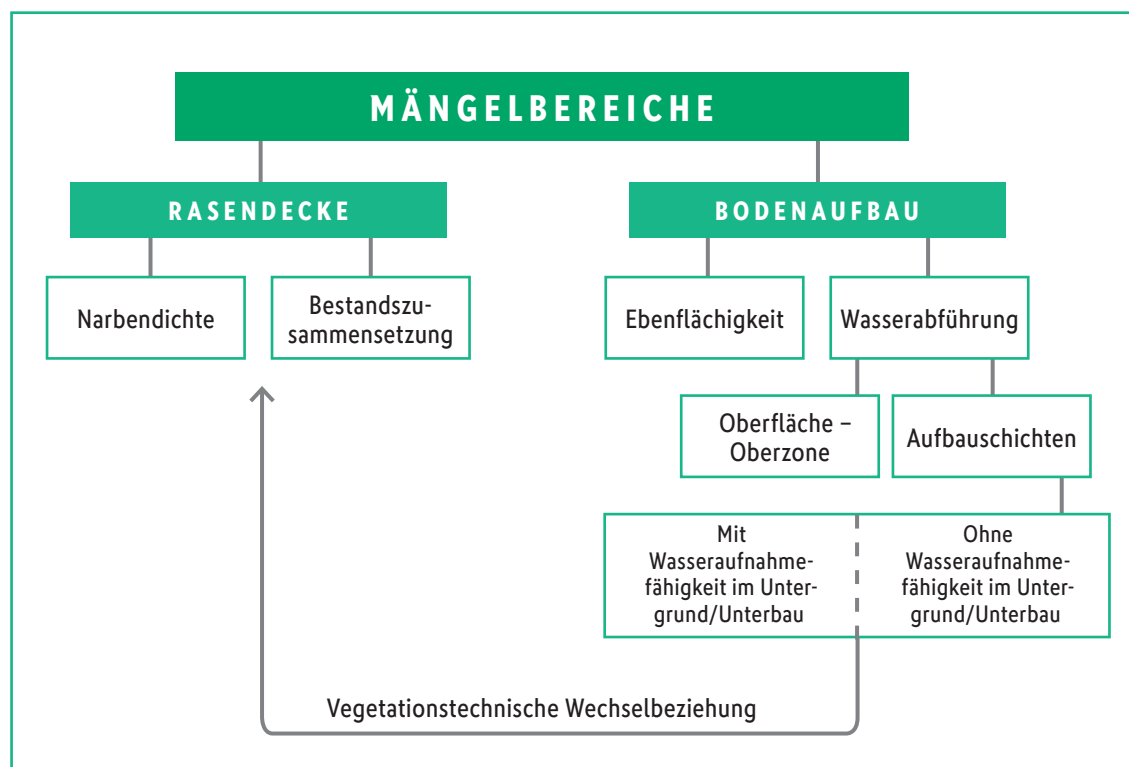 MÄNGELBEREICHE
RASENDECKE
BODENAUFBAU
Narbendichte
Bestandszu-
sammensetzung
Ebenflächigkeit
Wasserabführung
Oberfläche –
Oberzone
Aufbauschichten
Mit
Wasseraufnahme-
fähigkeit im Unter-
grund/Unterbau
Ohne
Wasseraufnahme-
fähigkeit im Unter-
grund/Unterbau
Vegetationstechnische Wechselbeziehung